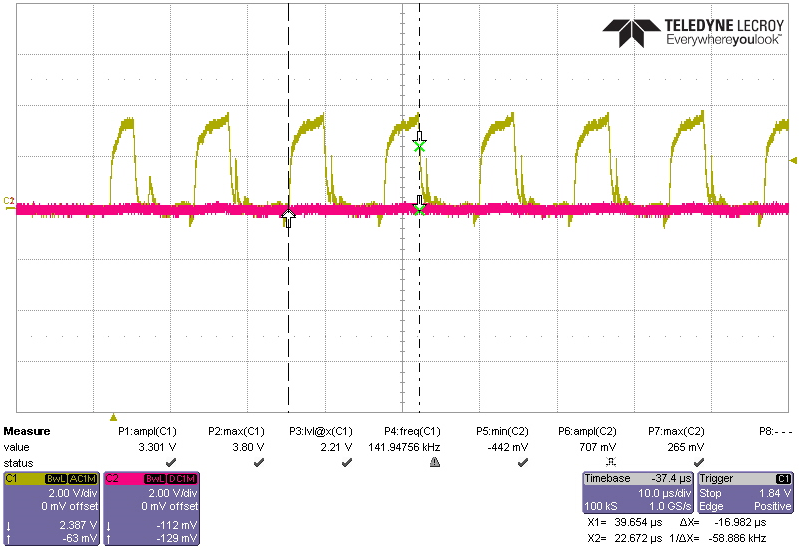 TELEDYNE LECROY
Everywhereyoulook™
C2
Measure P1:ampl(C1) P2:max(C1) P3:lvl@x(C1) P4:freq(C1) P5:min(C2) P6:ampl(C2) P7:max(C2) P8:- - -
value 3.301 V 3.80 V 2.21 V 141.94756 kHz -442 mV 707 mV 265 mV
status
C1 BwL AC1M C2 BwL DC1M Timebase -37.4 µs Trigger C1
2.00 V/div 2.00 V/div 10.0 µs/div Stop 1.84 V
0 mV offset 0 mV offset 100 kS 1.0 GS/s Edge Positive
↓ 2.387 V ↓ -112 mV X1= 39.654 µs ΔX= -16.982 µs
↑ -63 mV ↑ -129 mV X2= 22.672 µs 1/ΔX= -58.886 kHz